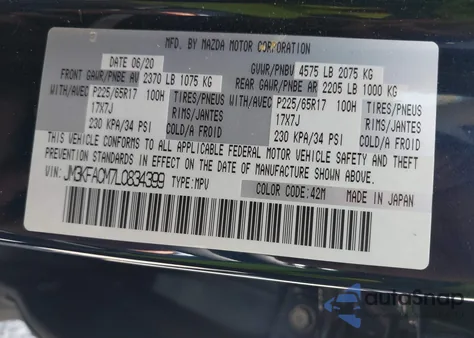 MFD. BY MAZDA MOTOR CORPORATION
DATE 06/20 GVWR/PNBV 4575 LB 2075 KG
FRONT GAWR/PNBE AV 2370 LB 1075 KG REAR GAWR/PNBE AR 2205 LB 1000 KG
WITH/AVEC P225/65R17 100H TIRES/PNEUS WITH/AVEC P225/65R17 100H TIRES/PNEUS
17X7J RIMS/JANTES 17X7J RIMS/JANTES
230 KPA/34 PSI COLD/A FROID 230 KPA/34 PSI COLD/A FROID
THIS VEHICLE CONFORMS TO ALL APPLICABLE FEDERAL MOTOR VEHICLE SAFETY AND THEFT
PREVENTION STANDARDS IN EFFECT ON THE DATE OF MANUFACTURE SHOWN ABOVE.
VIN: JM3KFACM7L0834399 TYPE:MPV COLOR CODE:42M MADE IN JAPAN
autoSnap